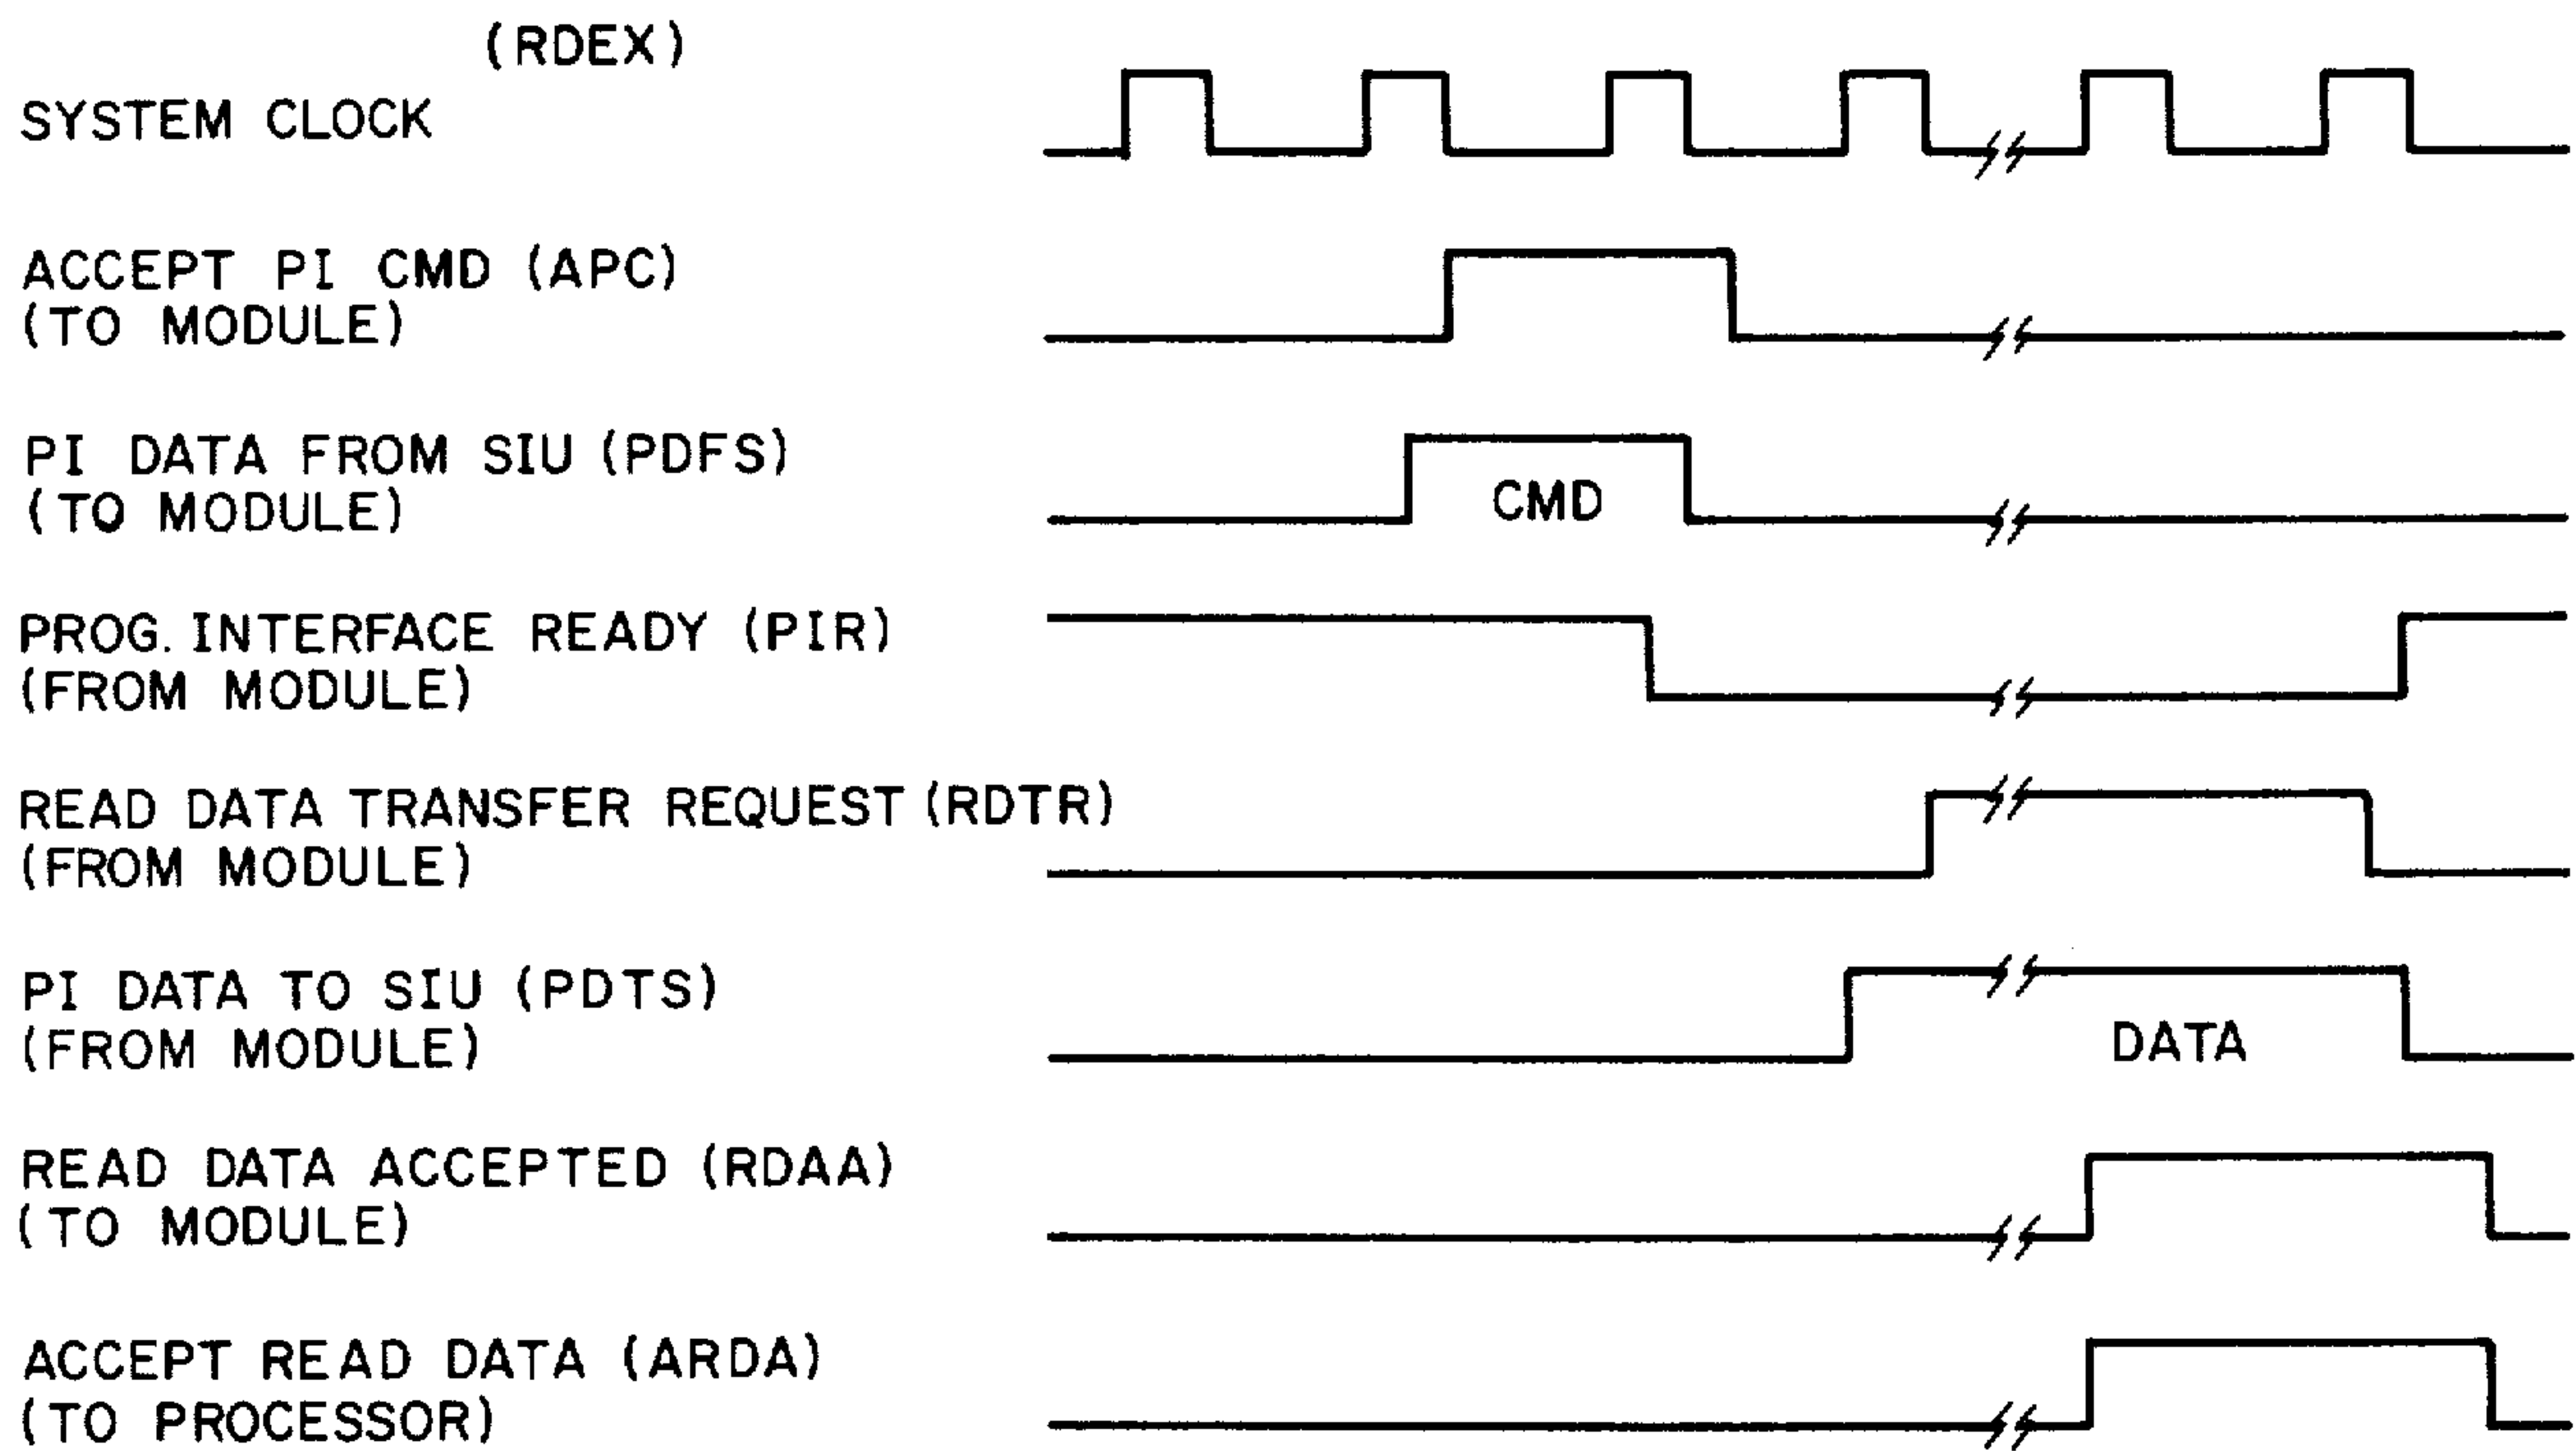 (RDEX)
SYSTEM CLOCK
ACCEPT PI CMD (APC)
(TO MODULE)
PI DATA FROM SIU (PDFS)
(TO MODULE)
CMD
PROG. INTERFACE READY (PIR)
(FROM MODULE)
READ DATA TRANSFER REQUEST (RDTR)
(FROM MODULE)
PI DATA TO SIU (PDTS)
(FROM MODULE)
DATA
READ DATA ACCEPTED (RDAA)
(TO MODULE)
ACCEPT READ DATA (ARDA)
(TO PROCESSOR)